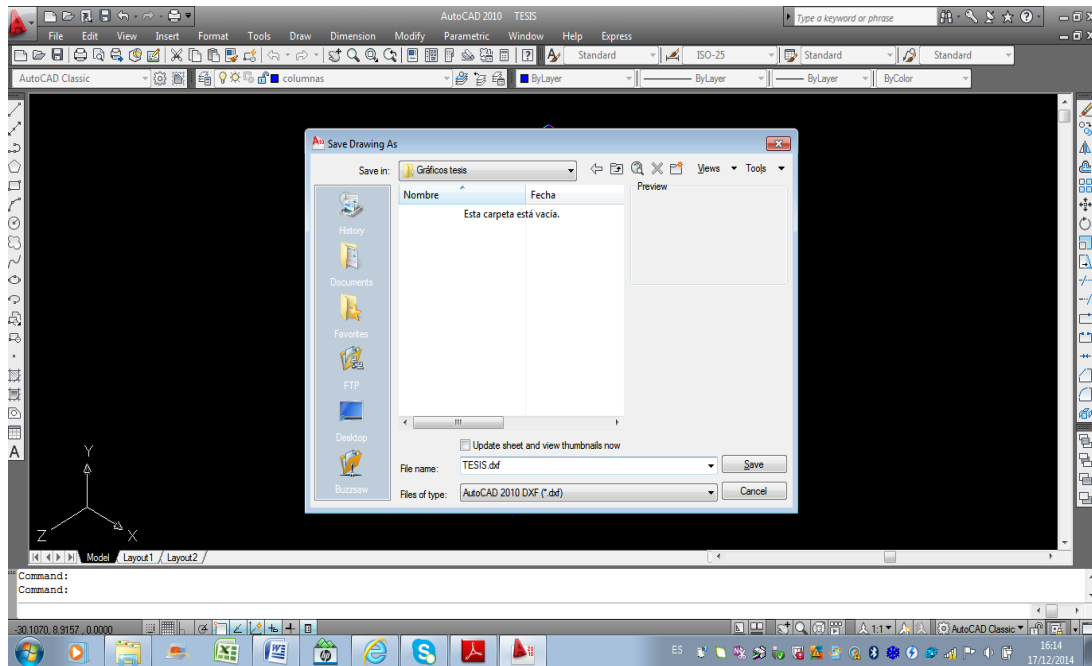 AutoCAD 2010 TESIS
Type a keyword or phrase
File Edit View Insert Format Tools Draw Dimension Modify Parametric Window Help Express
Standard ISO-25 Standard Standard
AutoCAD Classic columnas ByLayer ByLayer ByLayer ByColor
Save Drawing As
Save in: Gráficos tesis Views Tools
Nombre Fecha Preview
Esta carpeta está vacía.
History
Documents
Favorites
FTP
Desktop
Buzzsaw
Update sheet and view thumbnails now
File name: TESIS.dxf Save
Files of type: AutoCAD 2010 DXF (*.dxf) Cancel
Y
Z X
Model Layout1 Layout2
Command:
Command:
-30.1070, 8.9157, 0.0000 1:1 AutoCAD Classic
ES 16:14
17/12/2014